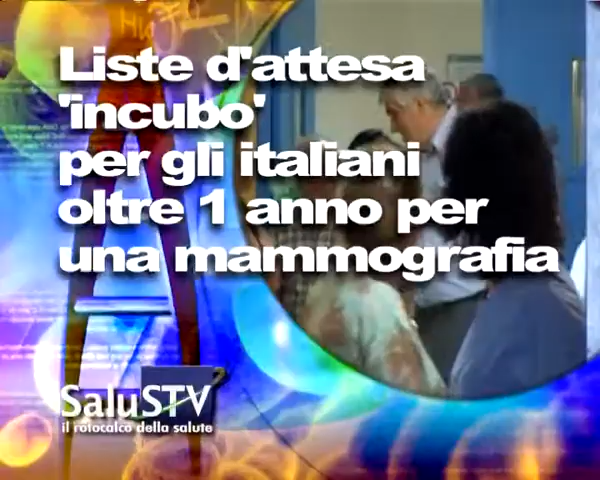 Liste d'attesa
'incubo'
per gli italiani
oltre 1 anno per
una mammografia
SaluSTV
il rotocalco della salute